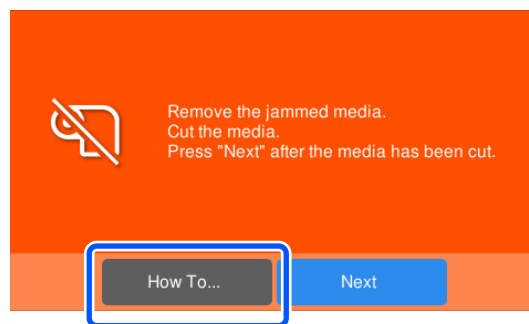 Remove the jammed media.
Cut the media.
Press "Next" after the media has been cut.
How To...
Next